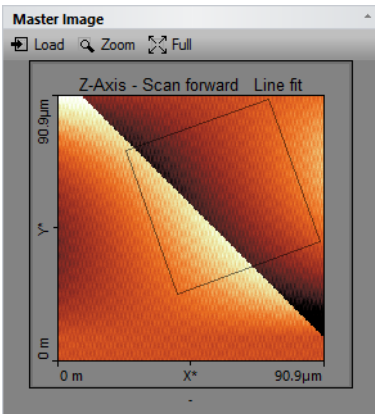 Master Image
Load Zoom Full
Z-Axis - Scan forward Line fit
90.9µm
Y*
0 m
0 m X* 90.9µm
-